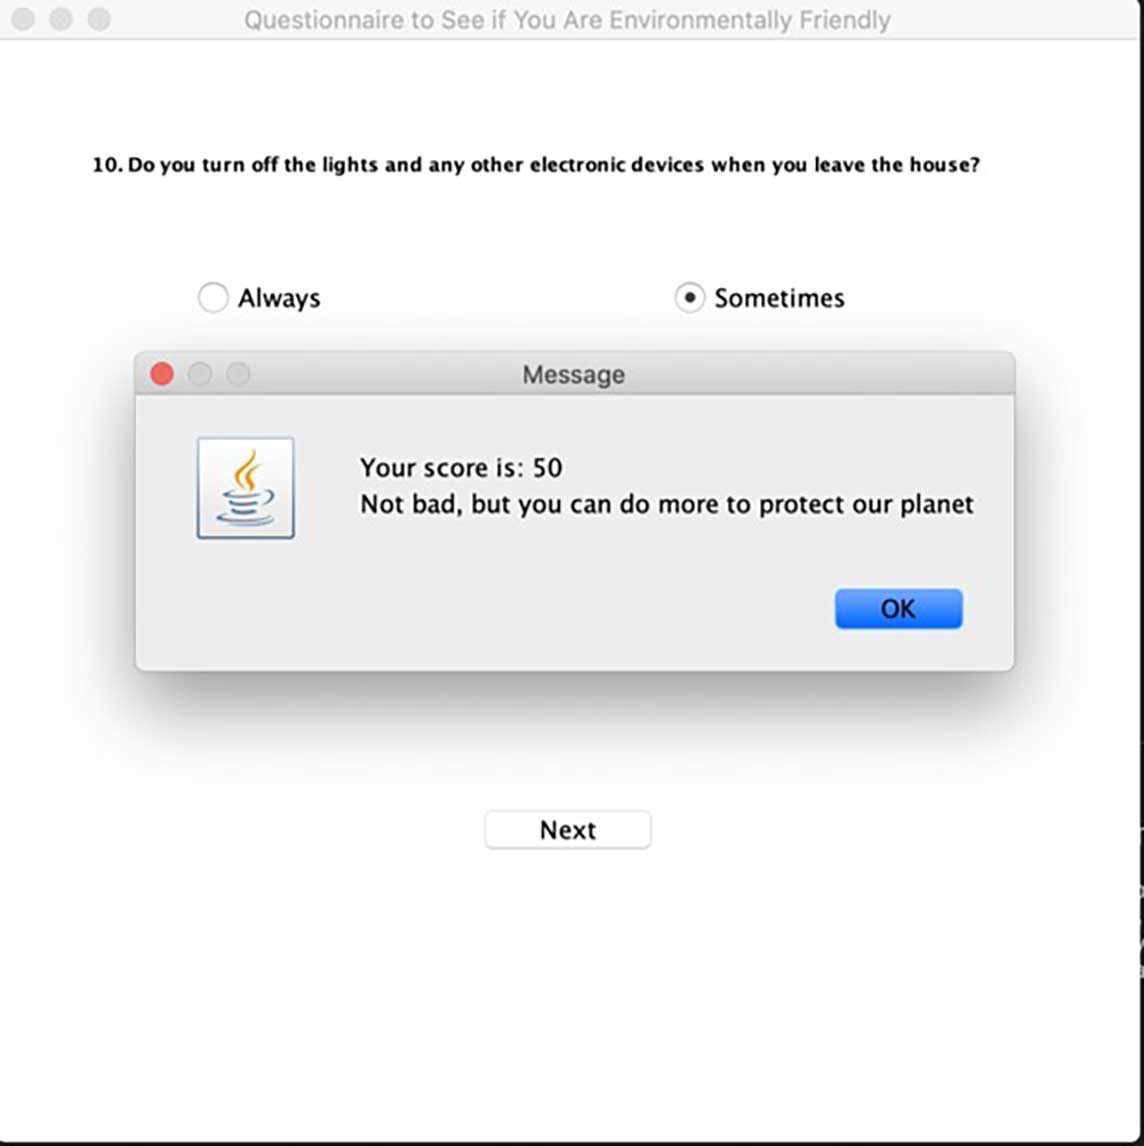 Questionnaire to See if You Are Environmentally Friendly
10. Do you turn off the lights and any other electronic devices when you leave the house?
Always
Sometimes
Message
Your score is: 50
Not bad, but you can do more to protect our planet
OK
Next